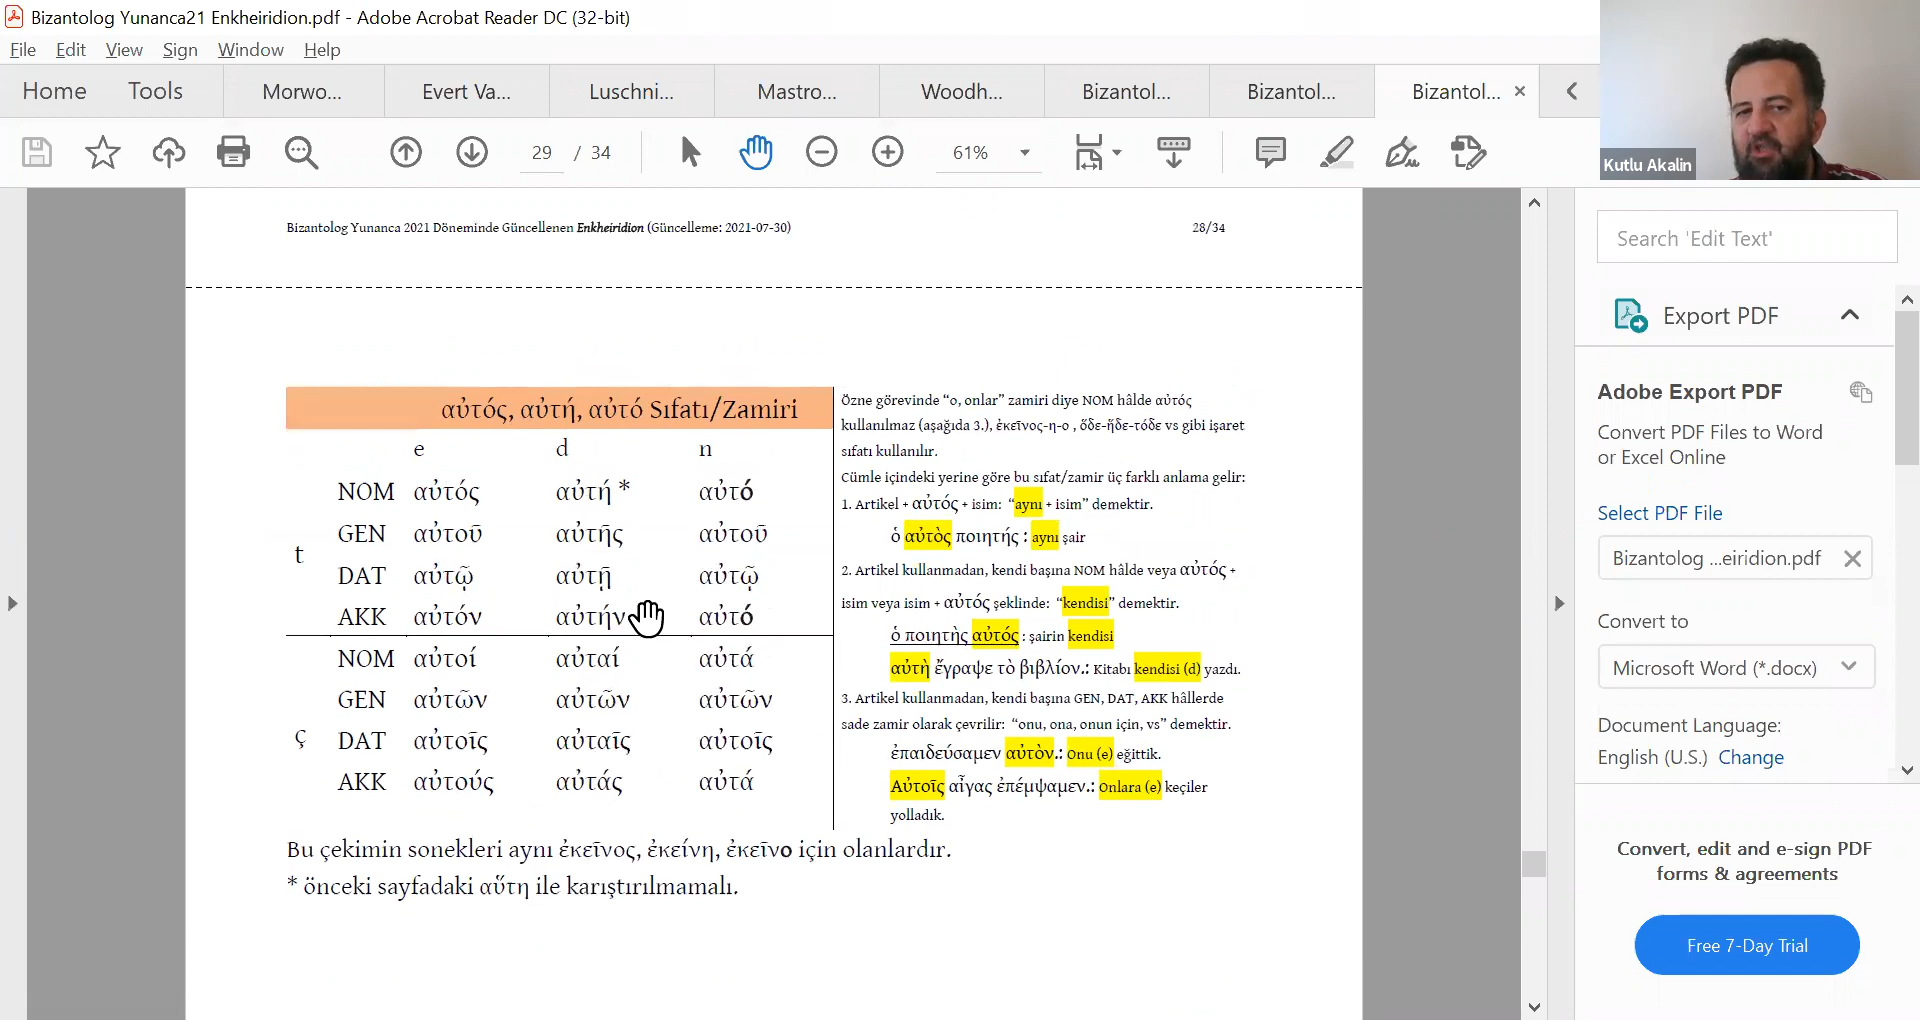 Bizantolog Yunanca21 Enkheiridion.pdf - Adobe Acrobat Reader DC (32-bit)
File Edit View Sign Window Help
Home Tools Morwo... Evert Va... Luschni... Mastro... Woodh... Bizantol... Bizantol... Bizantol...
29 / 34 61%
Kutlu Akalin
Bizantolog Yunanca 2021 Döneminde Güncellenen Enkheiridion (Güncelleme: 2021-07-30) 28/34
αὐτός, αὐτή, αὐτό Sıfatı/Zamiri
e d n
NOM αὐτός αὐτή * αὐτό
GEN αὐτοῦ αὐτῆς αὐτοῦ
t
DAT αὐτῷ αὐτῇ αὐτῷ
AKK αὐτόν αὐτήν αὐτό
NOM αὐτοί αὐταί αὐτά
GEN αὐτῶν αὐτῶν αὐτῶν
ç
DAT αὐτοῖς αὐταῖς αὐτοῖς
AKK αὐτούς αὐτάς αὐτά
Özne görevinde “o, onlar” zamiri diye NOM hâlde αὐτός
kullanılmaz (aşağıda 3.), ἐκεῖνος-η-ο , ὅδε-ἥδε-τόδε vs gibi işaret
sıfatı kullanılır.
Cümle içindeki yerine göre bu sıfat/zamir üç farklı anlama gelir:
1. Artikel + αὐτός + isim: “aynı + isim” demektir.
ὁ αὐτὸς ποιητής : aynı şair
2. Artikel kullanmadan, kendi başına NOM hâlde veya αὐτός +
isim veya isim + αὐτός şeklinde: “kendisi” demektir.
ὁ ποιητὴς αὐτός : şairin kendisi
αὐτὴ ἔγραψε τὸ βιβλίον.: Kitabı kendisi (d) yazdı.
3. Artikel kullanmadan, kendi başına GEN, DAT, AKK hâllerde
sade zamir olarak çevrilir: “onu, ona, onun için, vs” demektir.
ἐπαιδεύσαμεν αὐτὸν.: Onu (e) eğittik.
Αὐτοῖς αἶγας ἐπέμψαμεν.: Onlara (e) keçiler
yolladık.
Bu çekimin sonekleri aynı ἐκεῖνος, ἐκείνη, ἐκεῖνο için olanlardır.
* önceki sayfadaki αὕτη ile karıştırılmamalı.
Search 'Edit Text'
Export PDF
Adobe Export PDF
Convert PDF Files to Word
or Excel Online
Select PDF File
Bizantolog ...eiridion.pdf
Convert to
Microsoft Word (*.docx)
Document Language:
English (U.S.) Change
Convert, edit and e-sign PDF
forms & agreements
Free 7-Day Trial